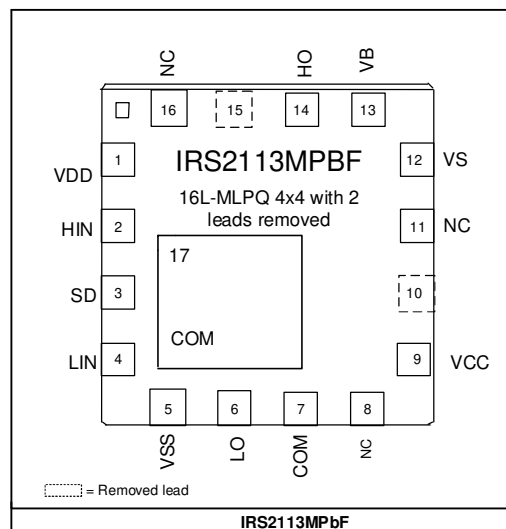 NC HO VB
16 15 14 13
1 IRS2113MPBF 12 VS
VDD
16L-MLPQ 4x4 with 2
leads removed
HIN 2 11 NC
17
SD 3 10
COM
LIN 4 9 VCC
5 6 7 8
VSS LO COM NC
= Removed lead
IRS2113MPbF